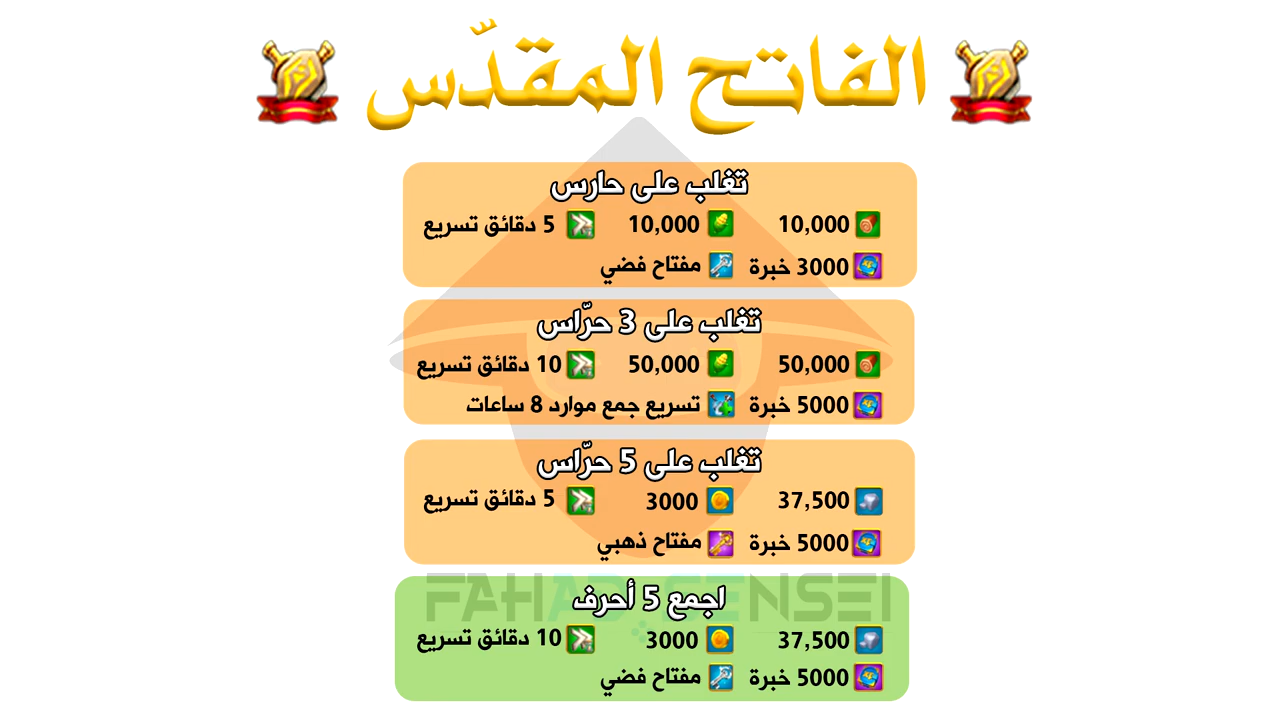 الفاتح المقدّس
تغلب على حارس
10,000 10,000 5 دقائق تسريع
3000 خبرة مفتاح فضي
تغلب على 3 حرّاس
50,000 50,000 10 دقائق تسريع
5000 خبرة تسريع جمع موارد 8 ساعات
تغلب على 5 حرّاس
37,500 3000 5 دقائق تسريع
5000 خبرة مفتاح ذهبي
FAHAD SENSEI
اجمع 5 أحرف
37,500 3000 10 دقائق تسريع
5000 خبرة مفتاح فضي